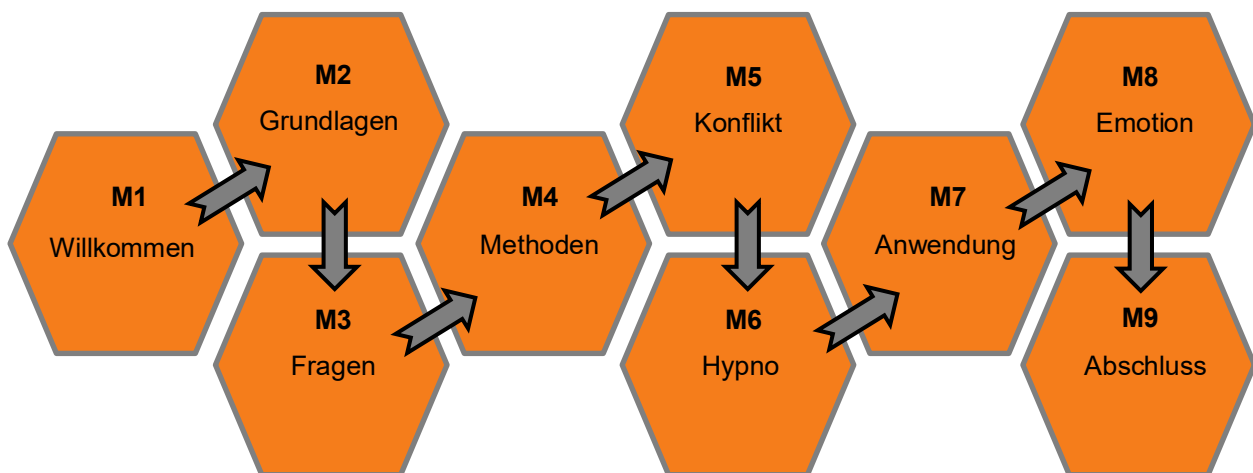 M1
Willkommen
M2
Grundlagen
M3
Fragen
M4
Methoden
M5
Konflikt
M6
Hypno
M7
Anwendung
M8
Emotion
M9
Abschluss